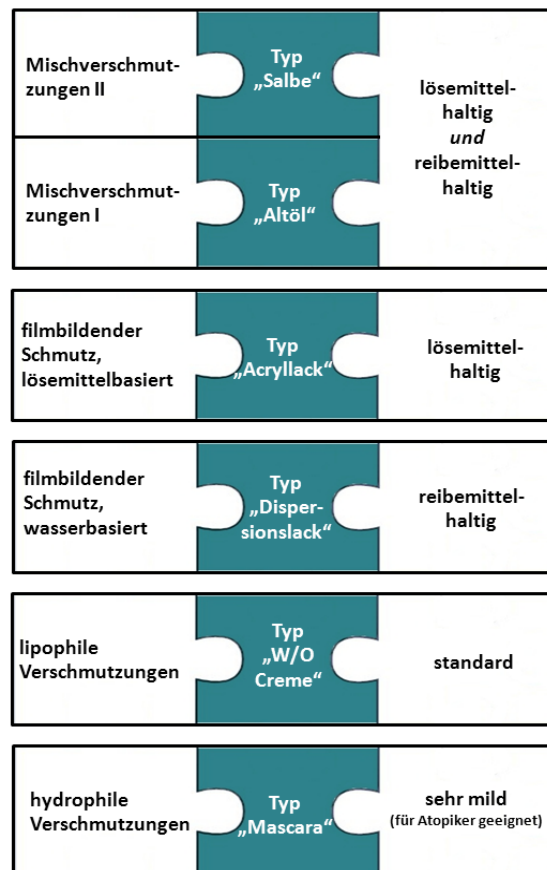 Mischverschmut-
zungen II
Typ
„Salbe“
lösemittel-
haltig
und
reibemittel-
haltig
Mischverschmut-
zungen I
Typ
„Altöl“
filmbildender
Schmutz,
lösemittelbasiert
Typ
„Acryllack“
lösemittel-
haltig
filmbildender
Schmutz,
wasserbasiert
Typ
„Disper-
sionslack“
reibemittel-
haltig
lipophile
Verschmutzungen
Typ
„W/O
Creme“
standard
hydrophile
Verschmutzungen
Typ
„Mascara“
sehr mild
(für Atopiker geeignet)